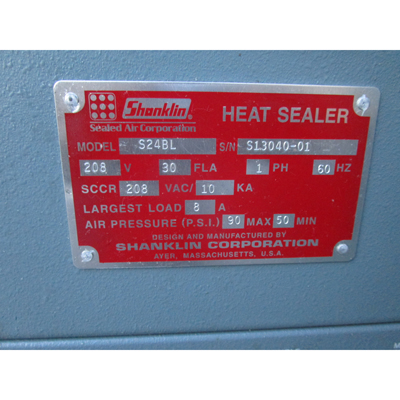 Shanklin
Sealed Air Corporation
HEAT SEALER
MODEL S24BL S/N S13040-01
208 V 30 FLA 1 PH 60 HZ
SCCR 208 VAC/ 10 KA
LARGEST LOAD 8 A
AIR PRESSURE (P.S.I.) 90 MAX 50 MIN
DESIGN AND MANUFACTURED BY
SHANKLIN CORPORATION
AYER, MASSACHUSETTS, U.S.A.